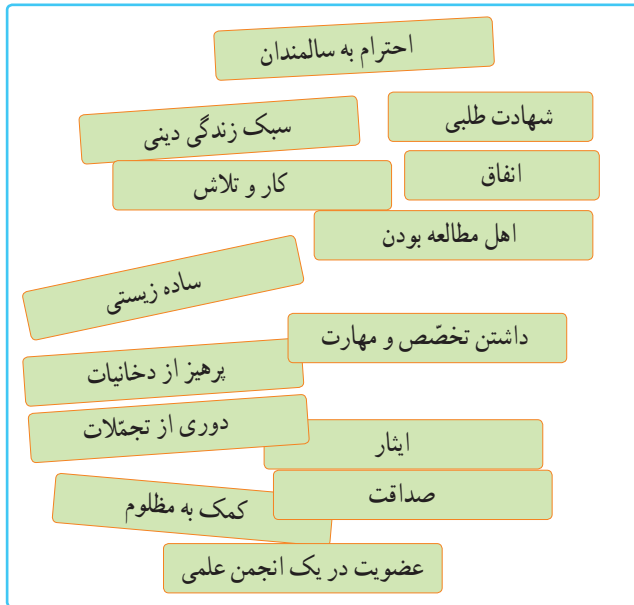 احترام به سالمندان
شهادت طلبی
سبک زندگی دینی
انفاق
کار و تلاش
اهل مطالعه بودن
ساده زیستی
داشتن تخصّص و مهارت
پرهیز از دخانیات
دوری از تجمّلات
ایثار
صداقت
کمک به مظلوم
عضویت در یک انجمن علمی